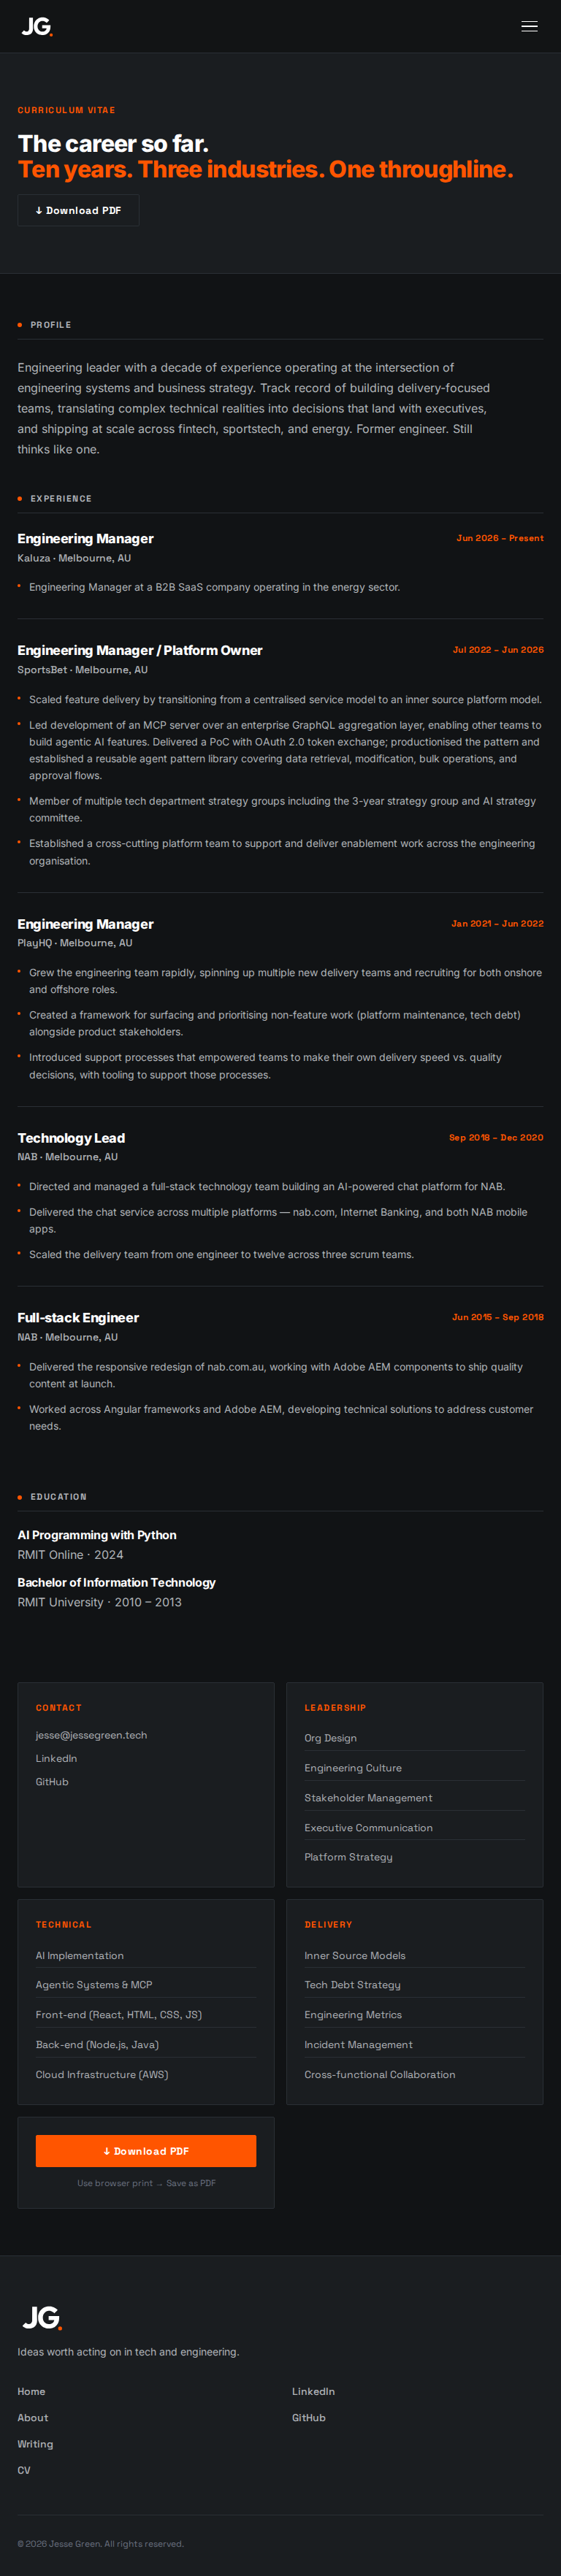 JG.
CURRICULUM VITAE
The career so far.
Ten years. Three industries. One throughline.
↓ Download PDF
PROFILE
Engineering leader with a decade of experience operating at the intersection of
engineering systems and business strategy. Track record of building delivery-focused
teams, translating complex technical realities into decisions that land with executives,
and shipping at scale across fintech, sportstech, and energy. Former engineer. Still
thinks like one.
EXPERIENCE
Engineering Manager
Jun 2026 – Present
Kaluza · Melbourne, AU
Engineering Manager at a B2B SaaS company operating in the energy sector.
Engineering Manager / Platform Owner
Jul 2022 – Jun 2026
SportsBet · Melbourne, AU
Scaled feature delivery by transitioning from a centralised service model to an inner source platform model.
Led development of an MCP server over an enterprise GraphQL aggregation layer, enabling other teams to
build agentic AI features. Delivered a PoC with OAuth 2.0 token exchange; productionised the pattern and
established a reusable agent pattern library covering data retrieval, modification, bulk operations, and
approval flows.
Member of multiple tech department strategy groups including the 3-year strategy group and AI strategy
committee.
Established a cross-cutting platform team to support and deliver enablement work across the engineering
organisation.
Engineering Manager
Jan 2021 – Jun 2022
PlayHQ · Melbourne, AU
Grew the engineering team rapidly, spinning up multiple new delivery teams and recruiting for both onshore
and offshore roles.
Created a framework for surfacing and prioritising non-feature work (platform maintenance, tech debt)
alongside product stakeholders.
Introduced support processes that empowered teams to make their own delivery speed vs. quality
decisions, with tooling to support those processes.
Technology Lead
Sep 2018 – Dec 2020
NAB · Melbourne, AU
Directed and managed a full-stack technology team building an AI-powered chat platform for NAB.
Delivered the chat service across multiple platforms — nab.com, Internet Banking, and both NAB mobile
apps.
Scaled the delivery team from one engineer to twelve across three scrum teams.
Full-stack Engineer
Jun 2015 – Sep 2018
NAB · Melbourne, AU
Delivered the responsive redesign of nab.com.au, working with Adobe AEM components to ship quality
content at launch.
Worked across Angular frameworks and Adobe AEM, developing technical solutions to address customer
needs.
EDUCATION
AI Programming with Python
RMIT Online · 2024
Bachelor of Information Technology
RMIT University · 2010 – 2013
CONTACT
jesse@jessegreen.tech
LinkedIn
GitHub
LEADERSHIP
Org Design
Engineering Culture
Stakeholder Management
Executive Communication
Platform Strategy
TECHNICAL
AI Implementation
Agentic Systems & MCP
Front-end (React, HTML, CSS, JS)
Back-end (Node.js, Java)
Cloud Infrastructure (AWS)
DELIVERY
Inner Source Models
Tech Debt Strategy
Engineering Metrics
Incident Management
Cross-functional Collaboration
↓ Download PDF
Use browser print → Save as PDF
JG.
Ideas worth acting on in tech and engineering.
Home
About
Writing
CV
LinkedIn
GitHub
© 2026 Jesse Green. All rights reserved.